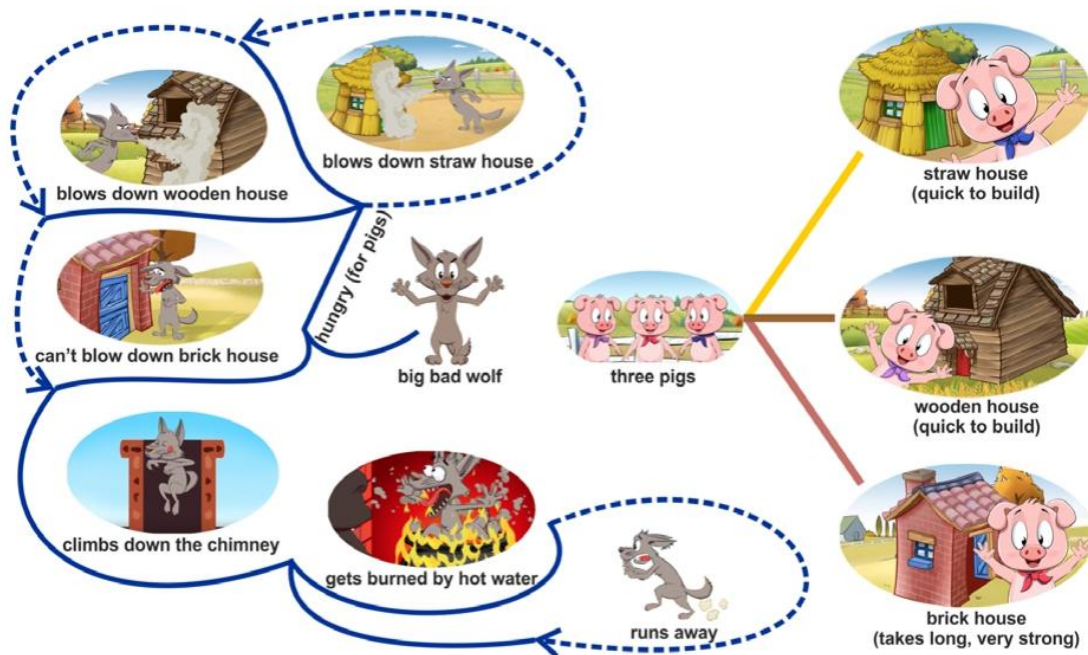 blows down wooden house
blows down straw house
hungry (for pigs)
can't blow down brick house
big bad wolf
climbs down the chimney
gets burned by hot water
runs away
three pigs
straw house
(quick to build)
wooden house
(quick to build)
brick house
(takes long, very strong)